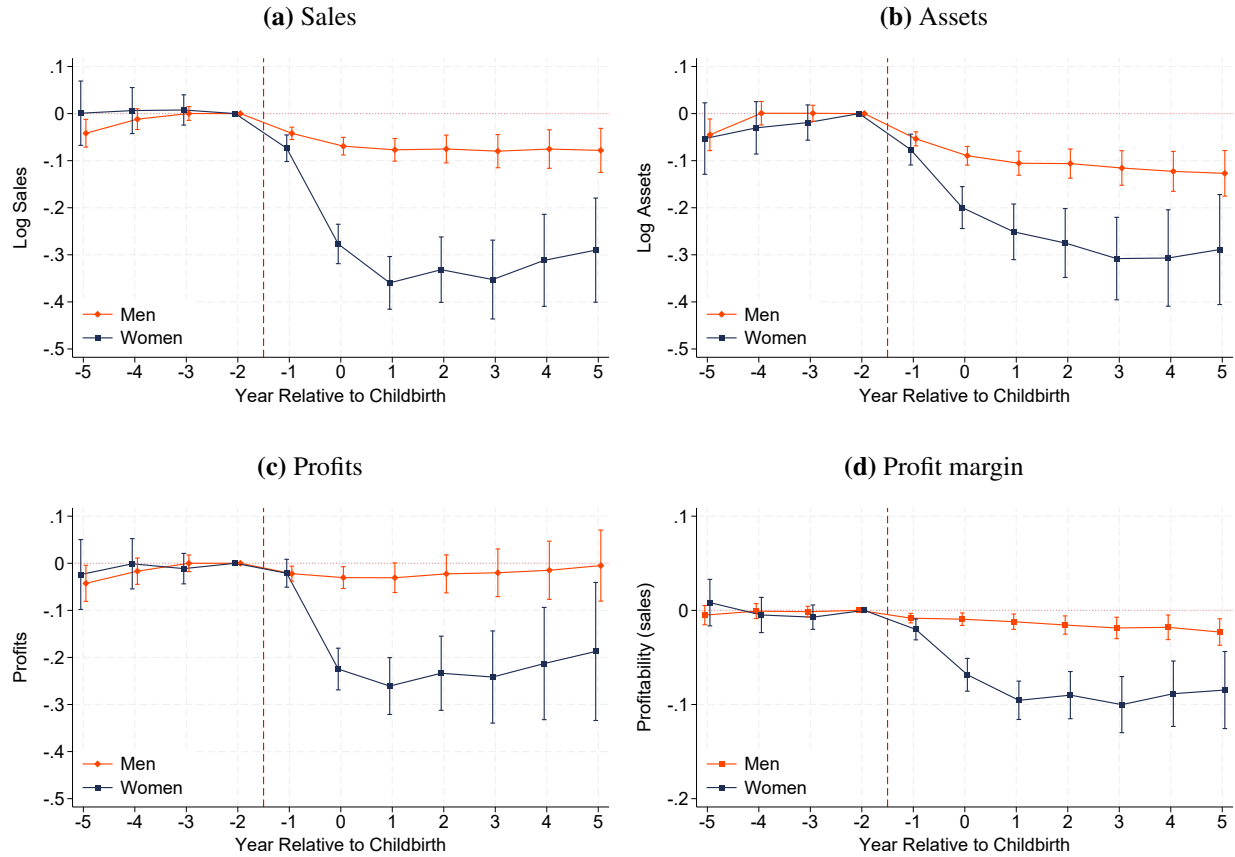 (a) Sales
.1
0
-.1
-.2
-.3
-.4
-.5
Log Sales
Men
Women
-5 -4 -3 -2 -1 0 1 2 3 4 5
Year Relative to Childbirth
(b) Assets
.1
0
-.1
-.2
-.3
-.4
-.5
Log Assets
Men
Women
-5 -4 -3 -2 -1 0 1 2 3 4 5
Year Relative to Childbirth
(c) Profits
.1
0
-.1
-.2
-.3
-.4
-.5
Profits
Men
Women
-5 -4 -3 -2 -1 0 1 2 3 4 5
Year Relative to Childbirth
(d) Profit margin
.1
0
-.1
-.2
Profitability (sales)
Men
Women
-5 -4 -3 -2 -1 0 1 2 3 4 5
Year Relative to Childbirth